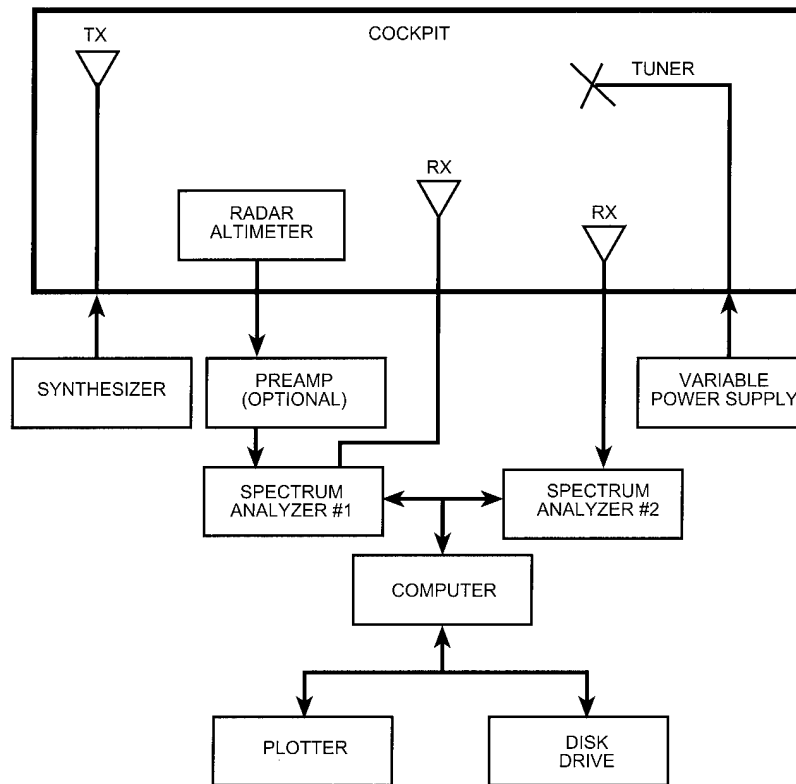 TX
COCKPIT
TUNER
RX
RADAR
ALTIMETER
RX
SYNTHESIZER
PREAMP
(OPTIONAL)
VARIABLE
POWER SUPPLY
SPECTRUM
ANALYZER #1
SPECTRUM
ANALYZER #2
COMPUTER
PLOTTER
DISK
DRIVE